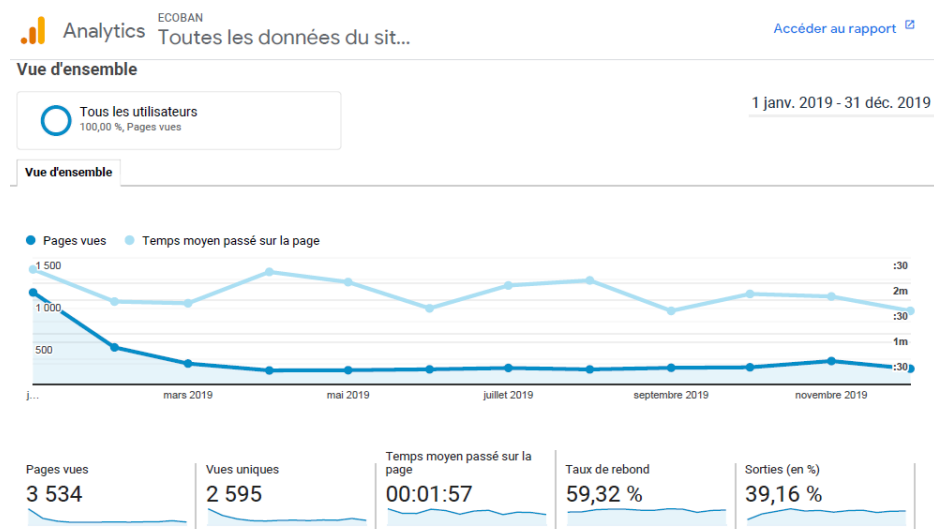 Analytics
ECOBAN
Toutes les données du sit...
Accéder au rapport
Vue d'ensemble
Tous les utilisateurs
100,00 %, Pages vues
1 janv. 2019 - 31 déc. 2019
Vue d'ensemble
Pages vues
Temps moyen passé sur la page
1 500
1 000
500
:30
2m
:30
1m
:30
j…
mars 2019
mai 2019
juillet 2019
septembre 2019
novembre 2019
Pages vues
3 534
Vues uniques
2 595
Temps moyen passé sur la
page
00:01:57
Taux de rebond
59,32 %
Sorties (en %)
39,16 %